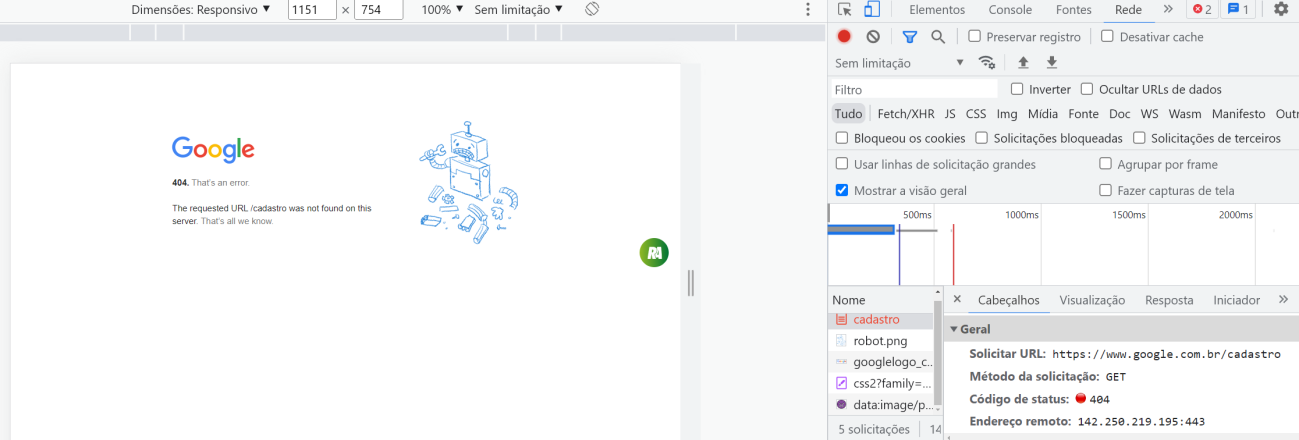 Dimensões: Responsivo ▼ 1151 × 754 100% ▼ Sem limitação ▼
Elementos Console Fontes Rede » 2 1
Preservar registro Desativar cache
Sem limitação ▼
Filtro Inverter Ocultar URLs de dados
Tudo Fetch/XHR JS CSS Img Mídia Fonte Doc WS Wasm Manifesto Outr
Bloqueou os cookies Solicitações bloqueadas Solicitações de terceiros
Usar linhas de solicitação grandes Agrupar por frame
Mostrar a visão geral Fazer capturas de tela
500ms 1000ms 1500ms 2000ms
Google
404. That's an error.
The requested URL /cadastro was not found on this
server. That's all we know.
RA
Nome
cadastro
robot.png
googlelogo_c...
css2?family=...
data:image/p...
5 solicitações 14
× Cabeçalhos Visualização Resposta Iniciador »
▼ Geral
Solicitar URL: https://www.google.com.br/cadastro
Método da solicitação: GET
Código de status: 404
Endereço remoto: 142.250.219.195:443